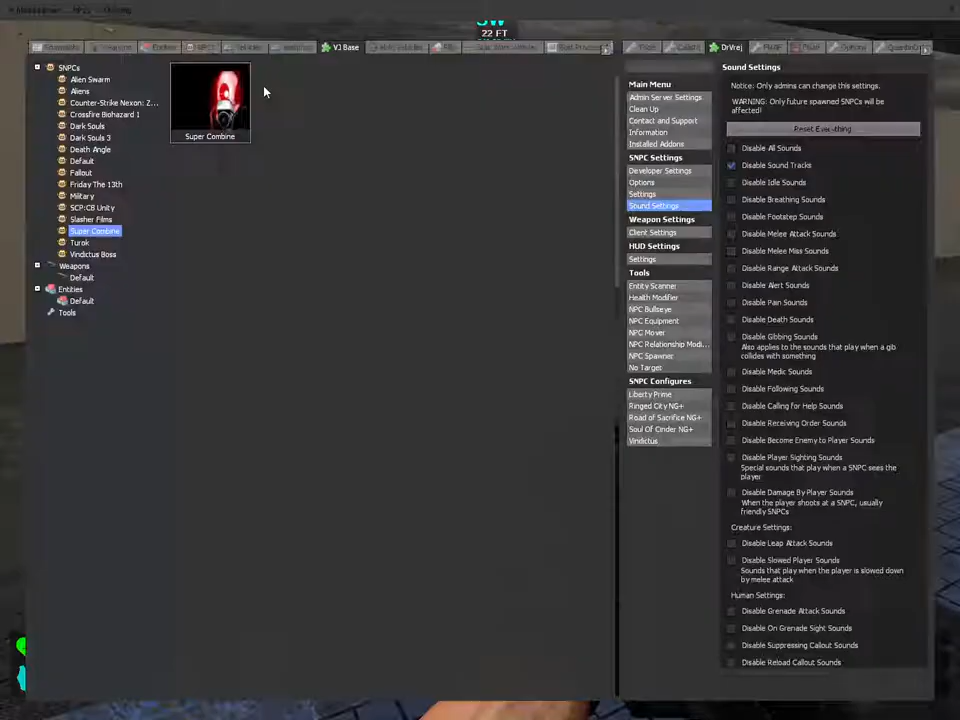 22 FT
VJ Base
DrVrej
SNPCs
Alien Swarm
Aliens
Counter-Strike Nexon: Z...
Crossfire Biohazard 1
Dark Souls
Dark Souls 3
Death Angle
Default
Fallout
Friday The 13th
Military
SCP:CB Unity
Slasher Films
Super Combine
Turok
Vindictus Boss
Weapons
Default
Entities
Default
Tools
Super Combine
Main Menu
Admin Server Settings
Clean Up
Contact and Support
Information
Installed Addons
SNPC Settings
Developer Settings
Options
Settings
Sound Settings
Weapon Settings
Client Settings
HUD Settings
Settings
Tools
Entity Scanner
Health Modifier
NPC Bullseye
NPC Equipment
NPC Mover
NPC Relationship Modi...
NPC Spawner
No Target
SNPC Configures
Liberty Prime
Ringed City NG+
Road of Sacrifice NG+
Soul Of Cinder NG+
Vindictus
Sound Settings
Notice: Only admins can change this settings.
WARNING: Only future spawned SNPCs will be
affected!
Reset Everything
Disable All Sounds
Disable Sound Tracks
Disable Idle Sounds
Disable Breathing Sounds
Disable Footstep Sounds
Disable Melee Attack Sounds
Disable Melee Miss Sounds
Disable Range Attack Sounds
Disable Alert Sounds
Disable Pain Sounds
Disable Death Sounds
Disable Gibbing Sounds
Also applies to the sounds that play when a gib
collides with something
Disable Medic Sounds
Disable Following Sounds
Disable Calling for Help Sounds
Disable Receiving Order Sounds
Disable Become Enemy to Player Sounds
Disable Player Sighting Sounds
Special sounds that play when a SNPC sees the
player
Disable Damage By Player Sounds
When the player shoots at a SNPC, usually
friendly SNPCs
Creature Settings:
Disable Leap Attack Sounds
Disable Slowed Player Sounds
Sounds that play when the player is slowed down
by melee attack
Human Settings:
Disable Grenade Attack Sounds
Disable On Grenade Sight Sounds
Disable Suppressing Callout Sounds
Disable Reload Callout Sounds